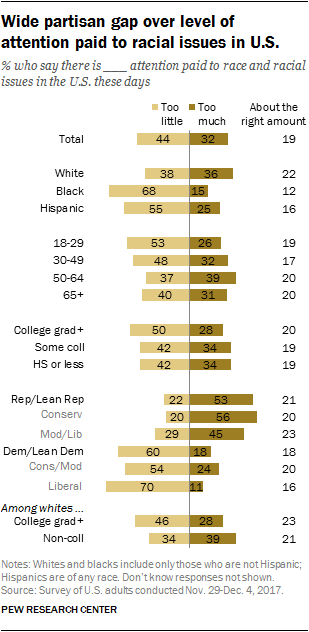 Wide partisan gap over level of
attention paid to racial issues in U.S.
% who say there is ____ attention paid to race and racial
issues in the U.S. these days
Too little Too much About the right amount
Total 44 32 19
White 38 36 22
Black 68 15 12
Hispanic 55 25 16
18-29 53 26 19
30-49 48 32 17
50-64 37 39 20
65+ 40 31 20
College grad+ 50 28 20
Some coll 42 34 19
HS or less 42 34 19
Rep/Lean Rep 22 53 21
Conserv 20 56 20
Mod/Lib 29 45 23
Dem/Lean Dem 60 18 18
Cons/Mod 54 24 20
Liberal 70 11 16
Among whites ...
College grad+ 46 28 23
Non-coll 34 39 21
Notes: Whites and blacks include only those who are not Hispanic;
Hispanics are of any race. Don't know responses not shown.
Source: Survey of U.S. adults conducted Nov. 29-Dec. 4, 2017.
PEW RESEARCH CENTER